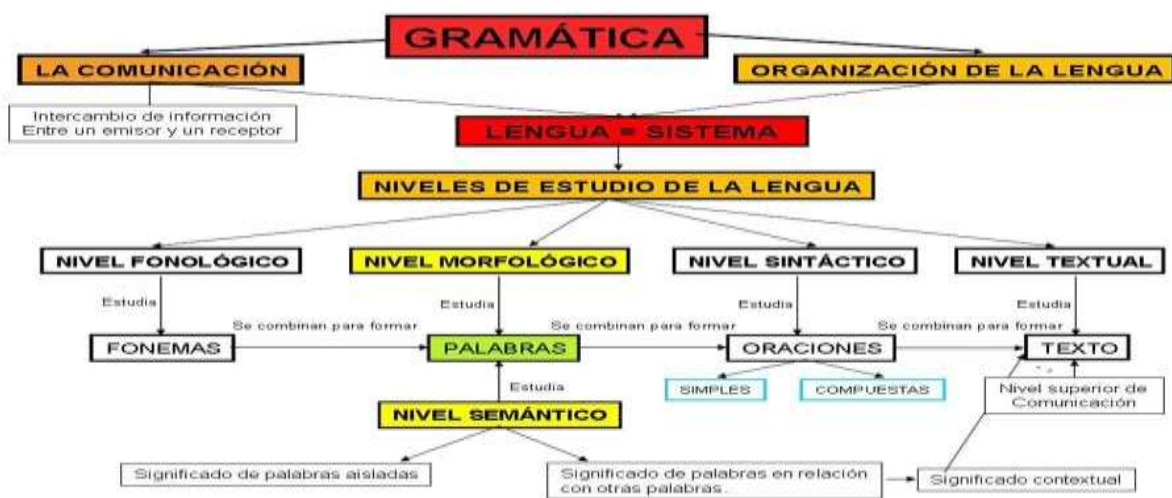 GRAMÁTICA
LA COMUNICACIÓN
ORGANIZACIÓN DE LA LENGUA
Intercambio de información
Entre un emisor y un receptor
LENGUA = SISTEMA
NIVELES DE ESTUDIO DE LA LENGUA
NIVEL FONOLÓGICO
NIVEL MORFOLÓGICO
NIVEL SINTÁCTICO
NIVEL TEXTUAL
Estudia
Estudia
Estudia
Estudia
Se combinan para formar
Se combinan para formar
Se combinan para formar
FONEMAS
PALABRAS
ORACIONES
TEXTO
Estudia
SIMPLES
COMPUESTAS
Nivel superior de
Comunicación
NIVEL SEMÁNTICO
Significado de palabras aisladas
Significado de palabras en relación
con otras palabras.
Significado contextual